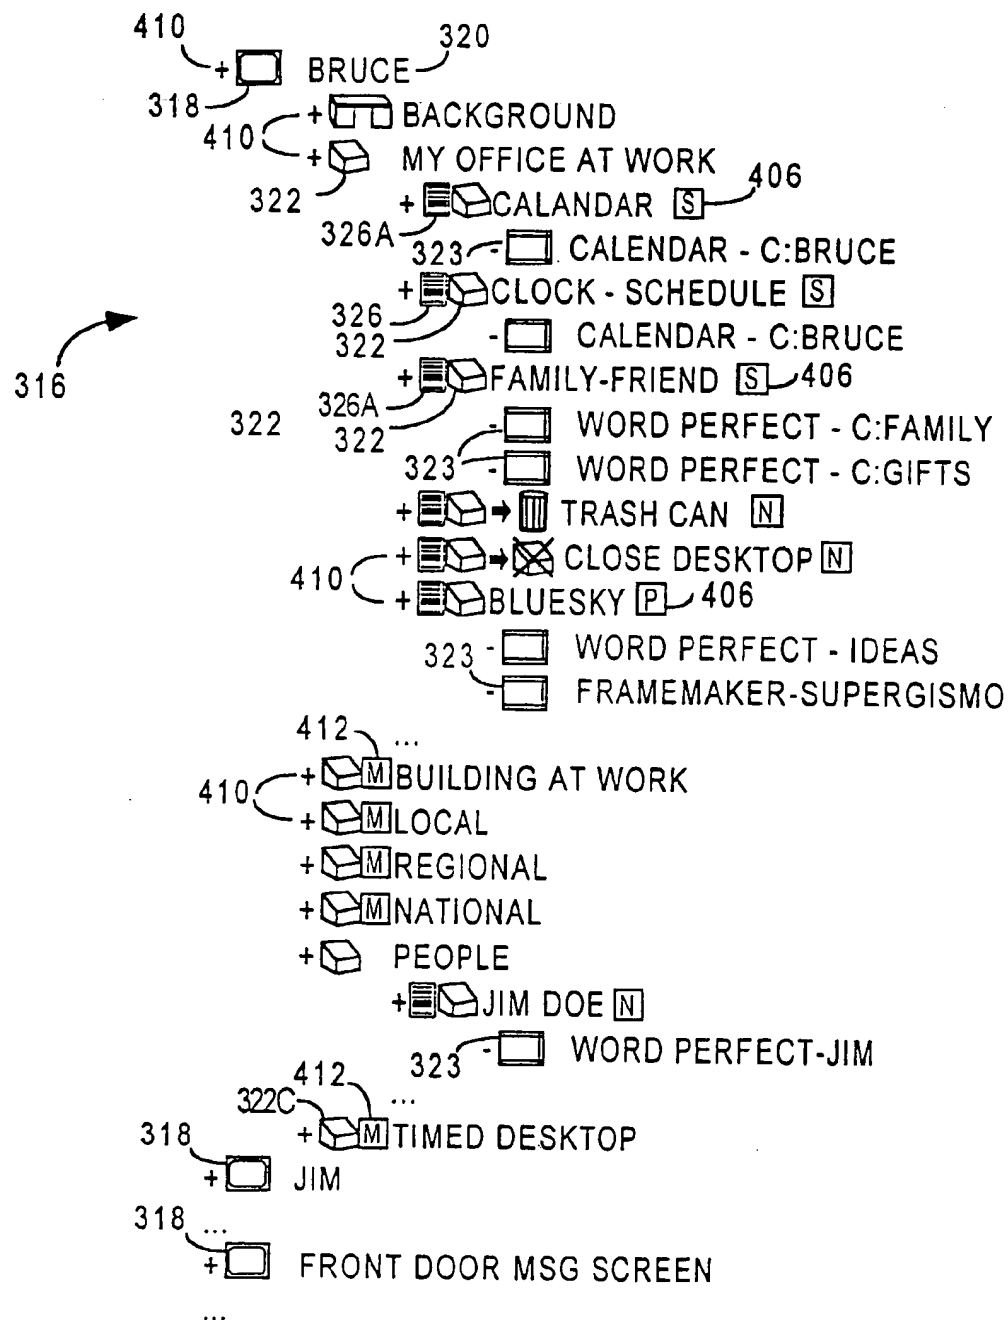 410
+ BRUCE 320
318
+ BACKGROUND
410
+ MY OFFICE AT WORK
322
406
+ CALANDAR S
326A
323 - CALENDAR - C:BRUCE
+ CLOCK - SCHEDULE S
326
322
- CALENDAR - C:BRUCE
316
+ FAMILY-FRIEND S 406
326A
322
322
- WORD PERFECT - C:FAMILY
323
- WORD PERFECT - C:GIFTS
+ TRASH CAN N
+ CLOSE DESKTOP N
410
+ BLUESKY P 406
- WORD PERFECT - IDEAS
323
- FRAMEMAKER-SUPERGISMO
412
...
+ M BUILDING AT WORK
410
+ M LOCAL
+ M REGIONAL
+ M NATIONAL
+ PEOPLE
+ JIM DOE N
323 - WORD PERFECT-JIM
412
...
322C
+ M TIMED DESKTOP
318
+ JIM
318 ...
+ FRONT DOOR MSG SCREEN
...